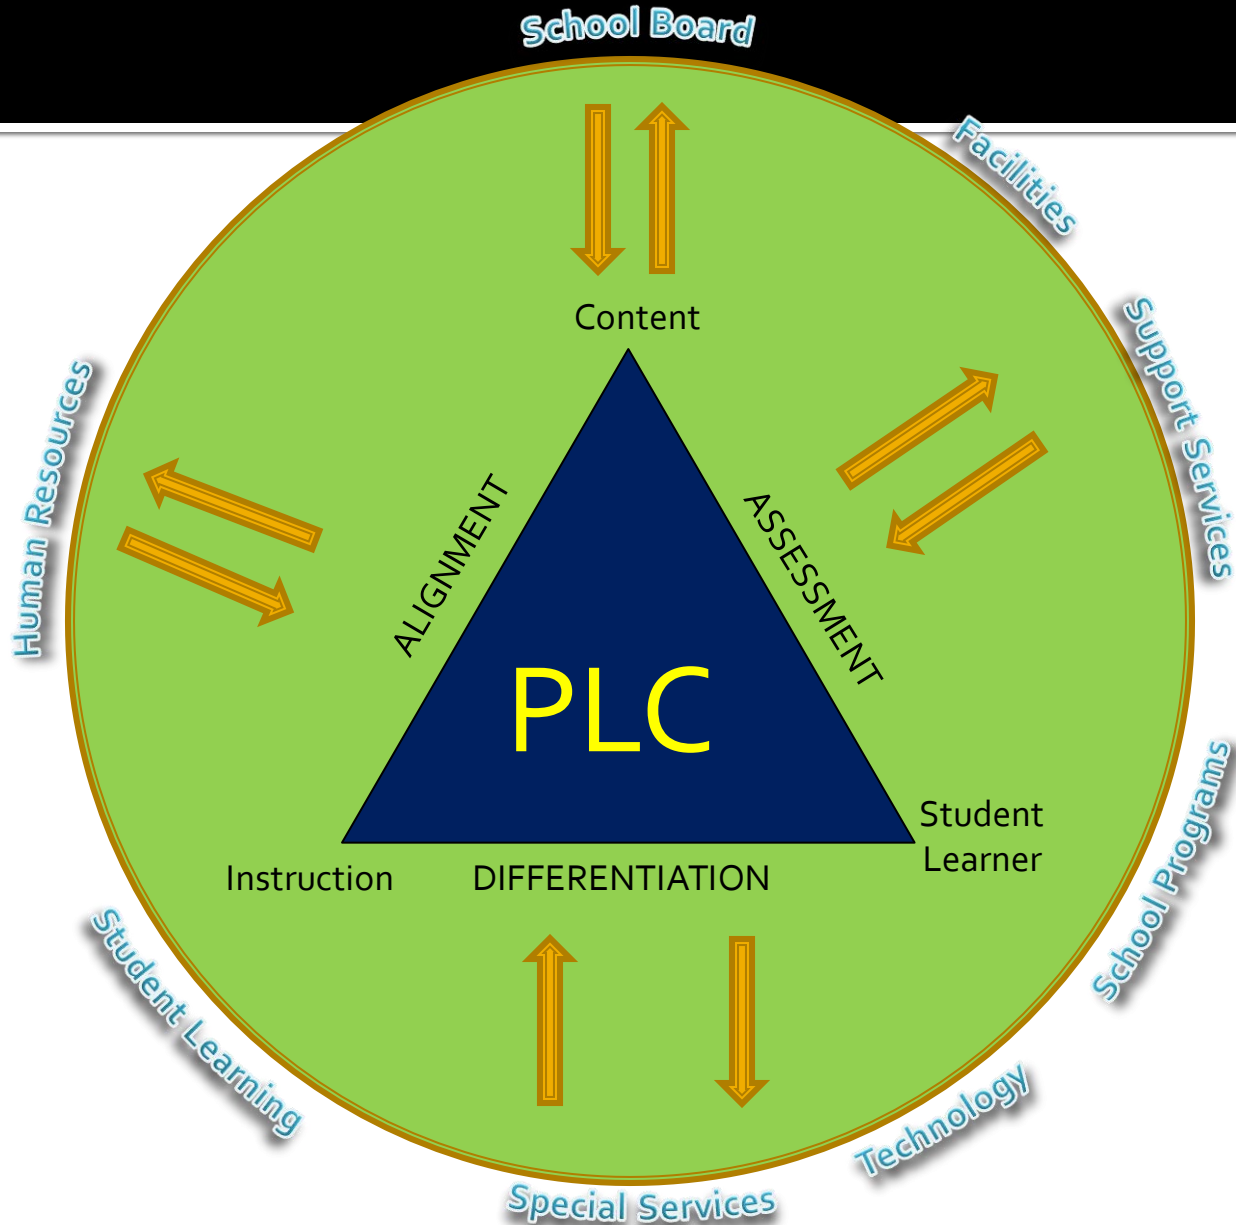 School Board
Facilities
Support Services
Human Resources
Content
ALIGNMENT
ASSESSMENT
PLC
Student
Learner
Instruction
DIFFERENTIATION
School Programs
Student Learning
Technology
Special Services